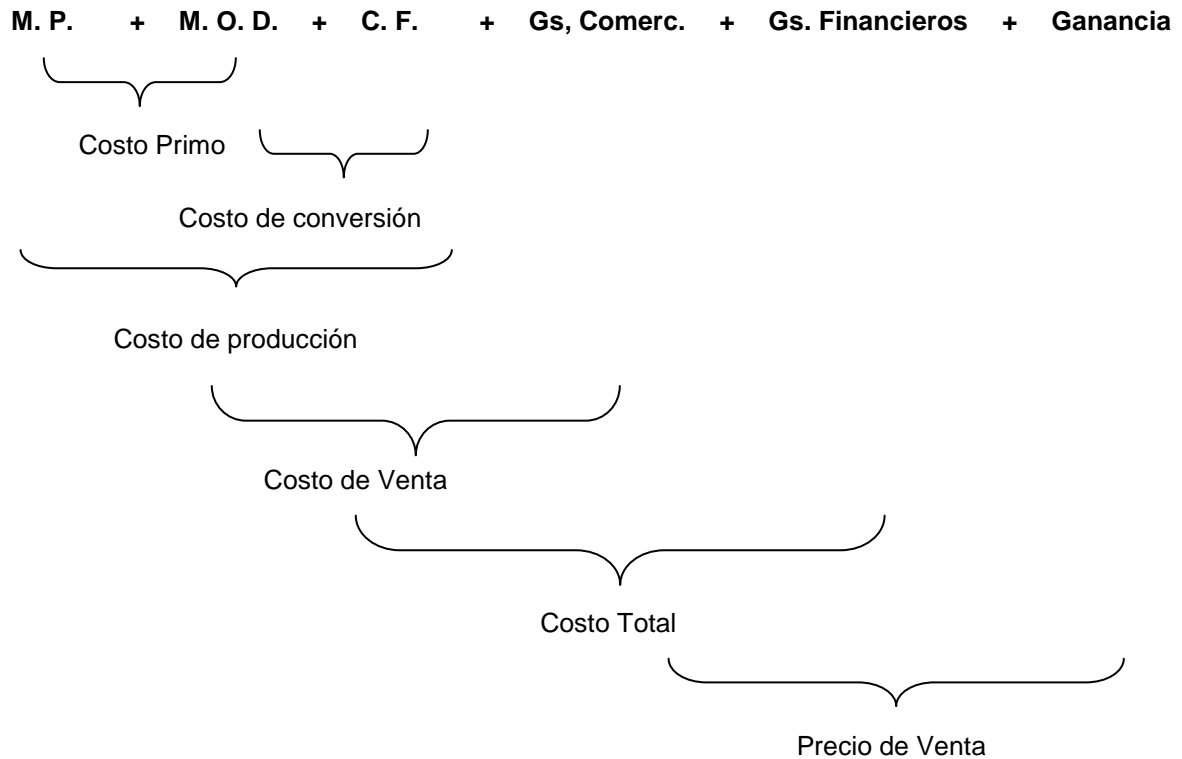 M. P. + M. O. D. + C. F. + Gs, Comerc. + Gs. Financieros + Ganancia
Costo Primo
Costo de conversión
Costo de producción
Costo de Venta
Costo Total
Precio de Venta